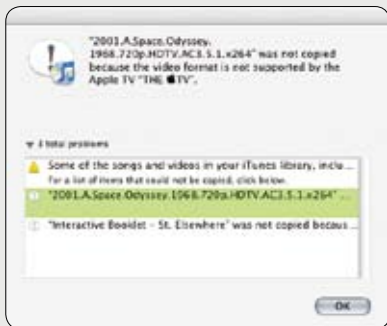 "2001.A.Space.Odyssey.
1968.720p.HDTV.AC3.5.1.x264" was not copied
because the video format is not supported by the
Apple TV "THE TV".
total problems
Some of the songs and videos in your iTunes library, inclu...
For a list of items that could not be copied, click below.
"2001.A.Space.Odyssey.1968.720p.HDTV.AC3.5.1.x264" ...
"Interactive Booklet - St. Elsewhere" was not copied becaus...
OK